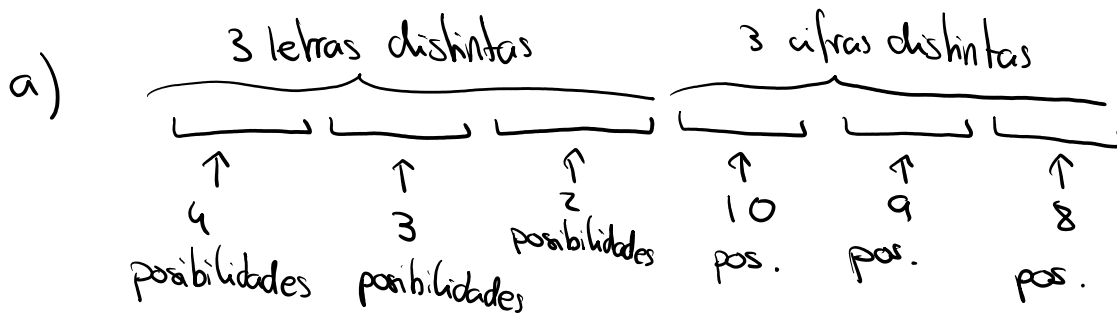 a) 3 letras distintas 3 cifras distintas
↑ ↑ ↑ ↑ ↑ ↑
4 3 2 10 9 8
posibilidades posibilidades posibilidades pos. pos. pos.